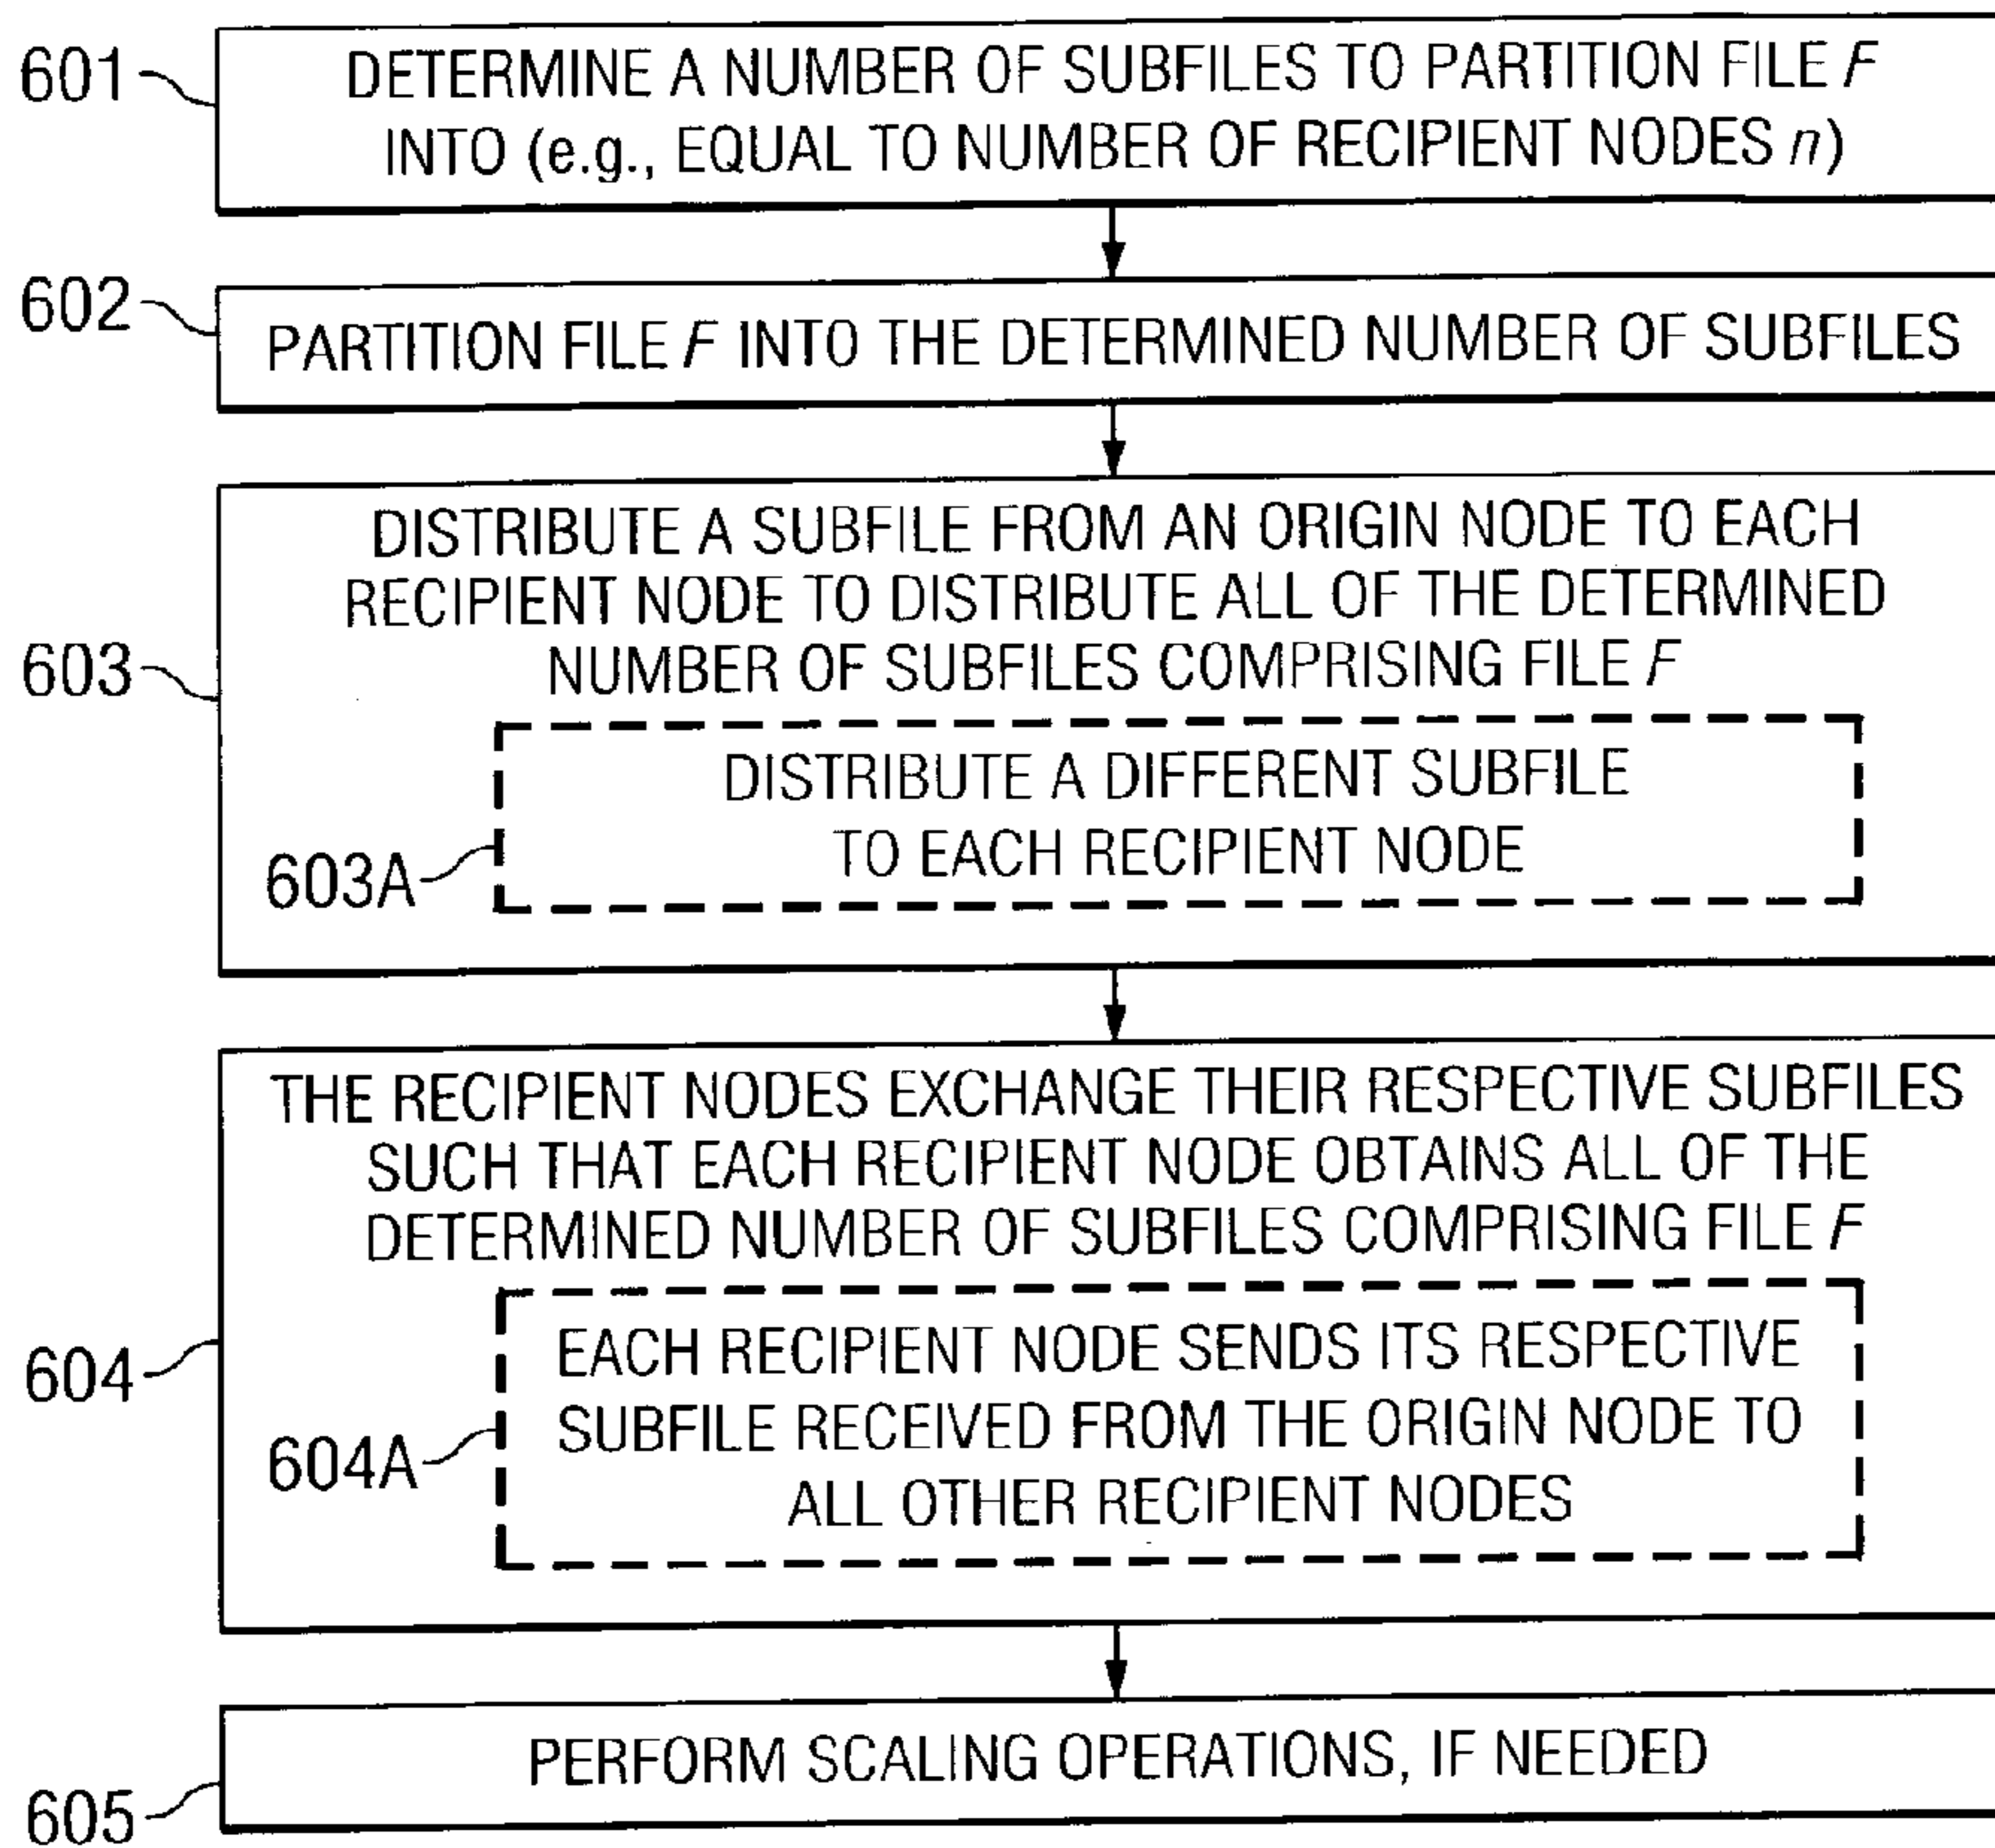 601
DETERMINE A NUMBER OF SUBFILES TO PARTITION FILE F
INTO (e.g., EQUAL TO NUMBER OF RECIPIENT NODES n)
602
PARTITION FILE F INTO THE DETERMINED NUMBER OF SUBFILES
603
DISTRIBUTE A SUBFILE FROM AN ORIGIN NODE TO EACH
RECIPIENT NODE TO DISTRIBUTE ALL OF THE DETERMINED
NUMBER OF SUBFILES COMPRISING FILE F
603A
DISTRIBUTE A DIFFERENT SUBFILE
TO EACH RECIPIENT NODE
604
THE RECIPIENT NODES EXCHANGE THEIR RESPECTIVE SUBFILES
SUCH THAT EACH RECIPIENT NODE OBTAINS ALL OF THE
DETERMINED NUMBER OF SUBFILES COMPRISING FILE F
604A
EACH RECIPIENT NODE SENDS ITS RESPECTIVE
SUBFILE RECEIVED FROM THE ORIGIN NODE TO
ALL OTHER RECIPIENT NODES
605
PERFORM SCALING OPERATIONS, IF NEEDED